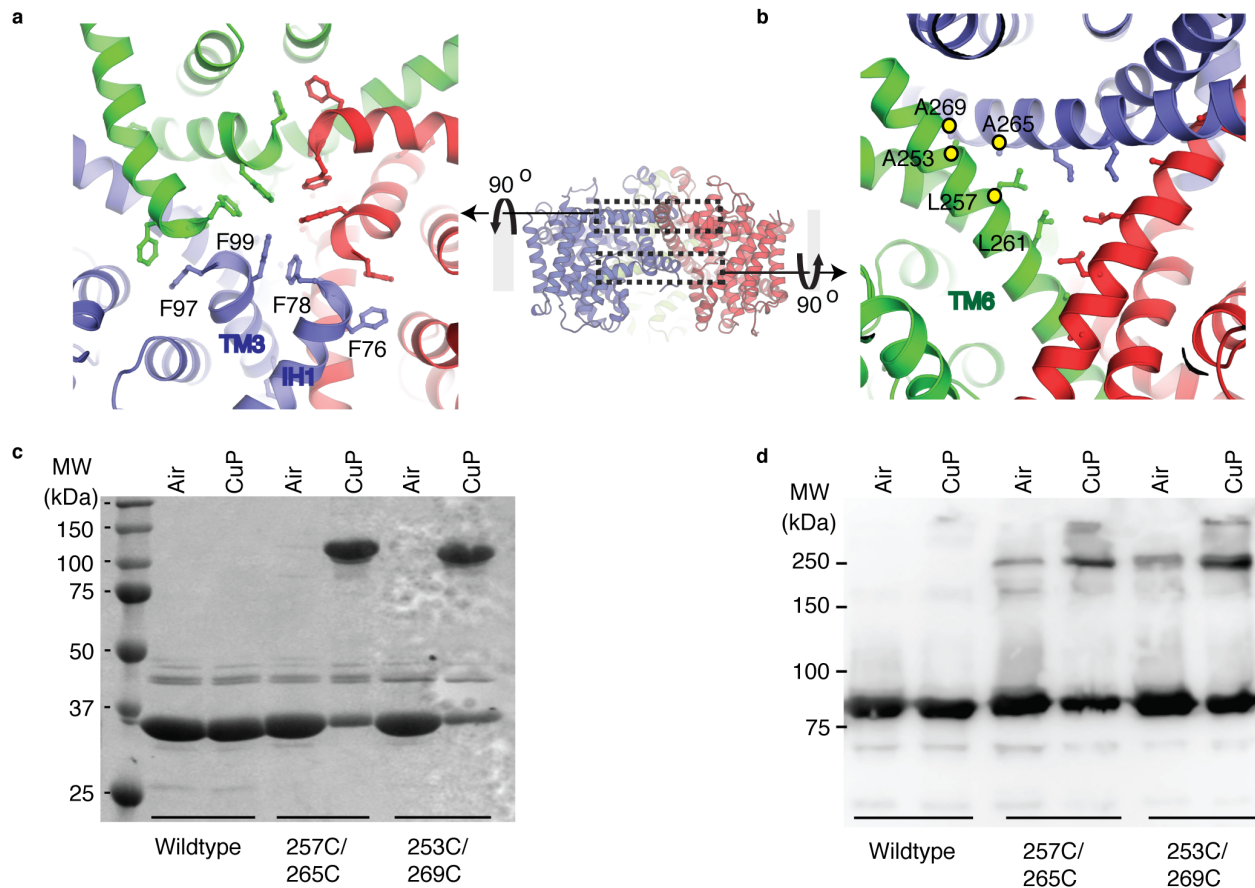 a
b
F99
F97
F78
TM3
F76
IH1
90 o
90 o
A269
A265
A253
L257
L261
TM6
c
MW
(kDa)
Air
CuP
Air
CuP
Air
CuP
150
100
75
50
37
25
Wildtype
257C/
265C
253C/
269C
d
MW
(kDa)
Air
CuP
Air
CuP
Air
CuP
250
150
100
75
Wildtype
257C/
265C
253C/
269C